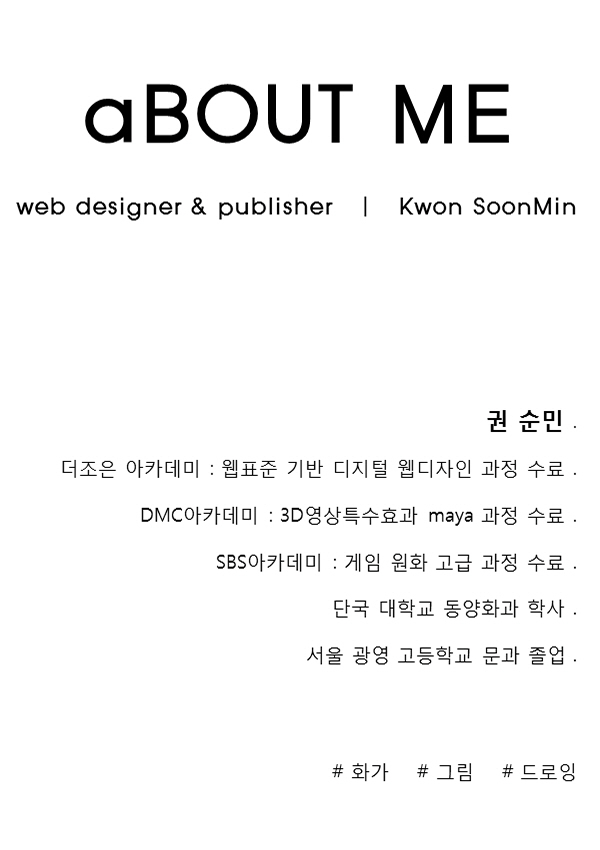 aBOUT ME
web designer & publisher | Kwon SoonMin
권 순민 .
더조은 아카데미 : 웹표준 기반 디지털 웹디자인 과정 수료 .
DMC아카데미 : 3D영상특수효과 maya 과정 수료 .
SBS아카데미 : 게임 원화 고급 과정 수료 .
단국 대학교 동양화과 학사 .
서울 광영 고등학교 문과 졸업 .
# 화가 # 그림 # 드로잉